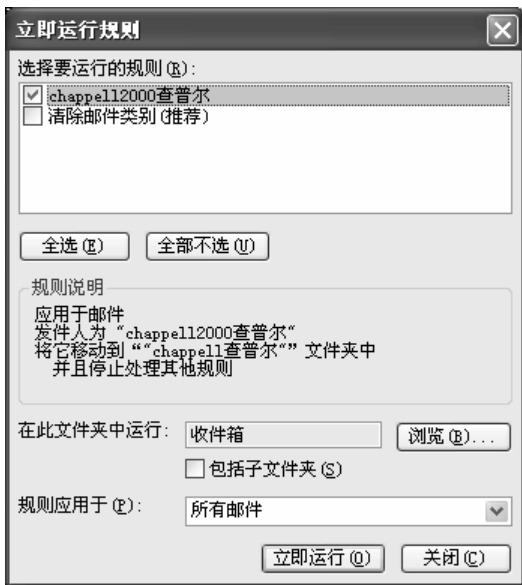 立即运行规则
选择要运行的规则(R):
chappell2000查普尔
清除邮件类别(推荐)
全选(E) 全部不选(U)
规则说明
应用于邮件
发件人为“chappell2000查普尔“
将它移动到““chappell查普尔“”文件夹中
并且停止处理其他规则
在此文件夹中运行: 收件箱 浏览(B)...
包括子文件夹(S)
规则应用于(P): 所有邮件
立即运行(O) 关闭(C)